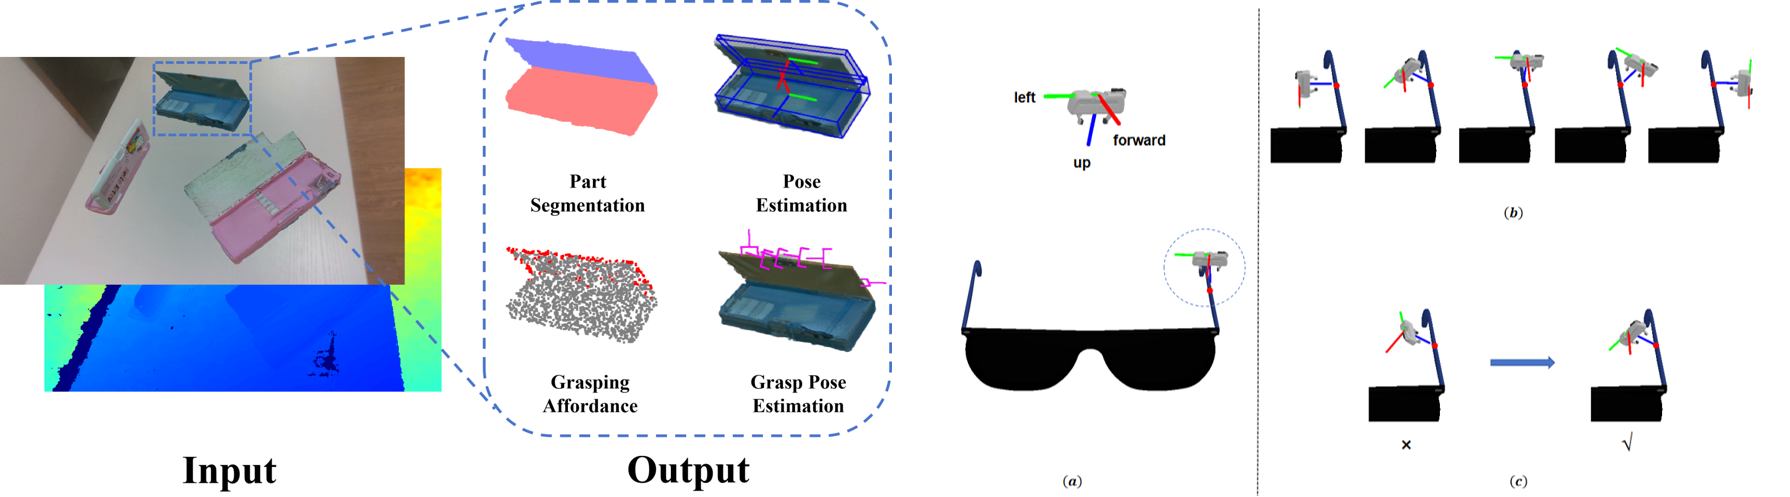 Part
Segmentation
Pose
Estimation
Grasping
Affordance
Grasp Pose
Estimation
Input
Output
left
forward
up
(a)
(b)
×
√
(c)